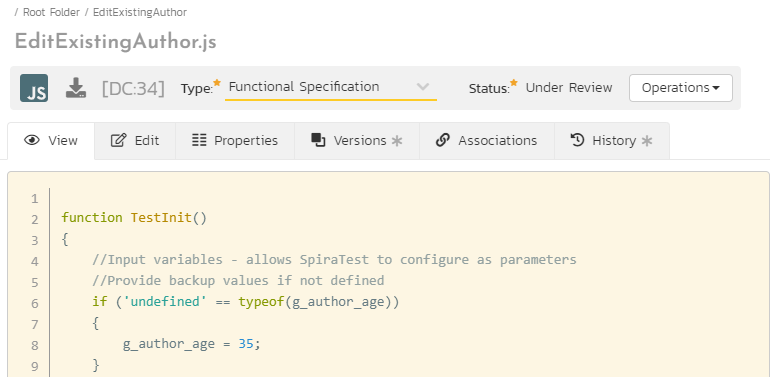 / Root Folder / EditExistingAuthor
EditExistingAuthor.js
JS [DC:34] Type:* Functional Specification Status:* Under Review Operations
View Edit Properties Versions * Associations History *
1
2 function TestInit()
3 {
4 //Input variables - allows SpiraTest to configure as parameters
5 //Provide backup values if not defined
6 if ('undefined' == typeof(g_author_age))
7 {
8 g_author_age = 35;
9 }